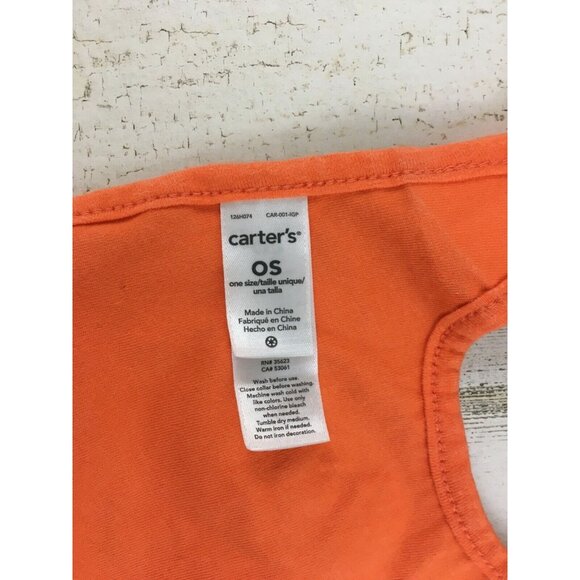 126H074 CAR-001-IGP
carter's®
OS
one size/taille unique/
una talla
Made in China
Fabriqué en Chine
Hecho en China
RN# 35623
CA# 53061
Wash before use.
Close collar before washing.
Machine wash cold with
like colors. Use only
non-chlorine bleach
when needed.
Tumble dry medium.
Warm iron if needed.
Do not iron decoration.